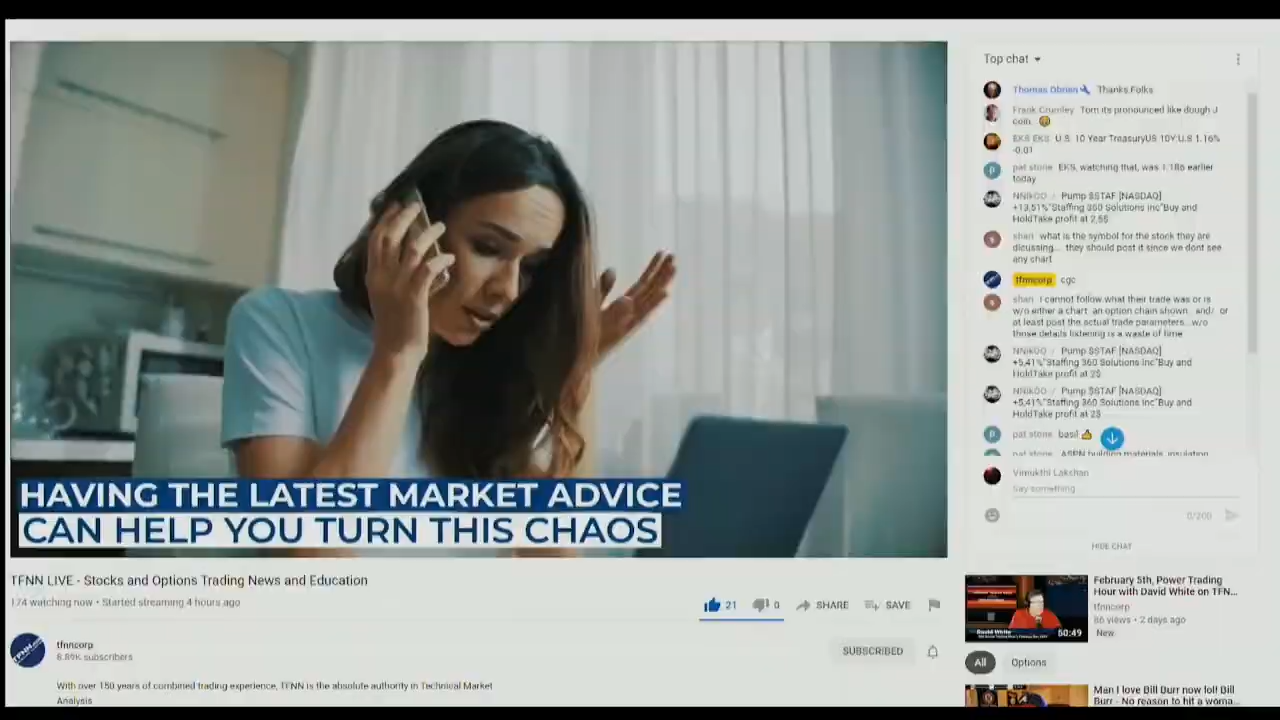 HAVING THE LATEST MARKET ADVICE
CAN HELP YOU TURN THIS CHAOS
TFNN LIVE - Stocks and Options Trading News and Education
174 watching now • Started streaming 4 hours ago
21
0
SHARE
SAVE
tfnncorp
8.89K subscribers
SUBSCRIBED
With over 150 years of combined trading experience, TFNN is the absolute authority in Technical Market
Analysis
Top chat
Thomas Obrien Thanks Folks
Frank Crumley Tom its pronounced like dough J
coin.
EKS EKS U.S. 10 Year TreasuryUS 10Y:U.S 1.16%
-0.01
pat stone EKS, watching that, was 1.186 earlier
today
NNIKOO / Pump $STAF [NASDAQ]
+13,51%"Staffing 360 Solutions Inc"Buy and
HoldTake profit at 2,5$
shan what is the symbol for the stock they are
dicussing... they should post it since we dont see
any chart
tfnncorp cgc
shan I cannot follow what their trade was or is
w/o either a chart an option chain shown and/ or
at least post the actual trade parameters...w/o
those details listening is a waste of time
NNIKOO / Pump $STAF [NASDAQ]
+5,41%"Staffing 360 Solutions Inc"Buy and
HoldTake profit at 2$
NNIKOO / Pump $STAF [NASDAQ]
+5,41%"Staffing 360 Solutions Inc"Buy and
HoldTake profit at 2$
pat stone basil
pat stone ASPN building materials, insulation
Vimukthi Lakshan
Say something...
0/200
HIDE CHAT
February 5th, Power Trading
Hour with David White on TFN...
tfnncorp
86 views • 2 days ago
New
David White
60:49
All
Options
Man I love Bill Burr now lol! Bill
Burr - No reason to hit a woma...